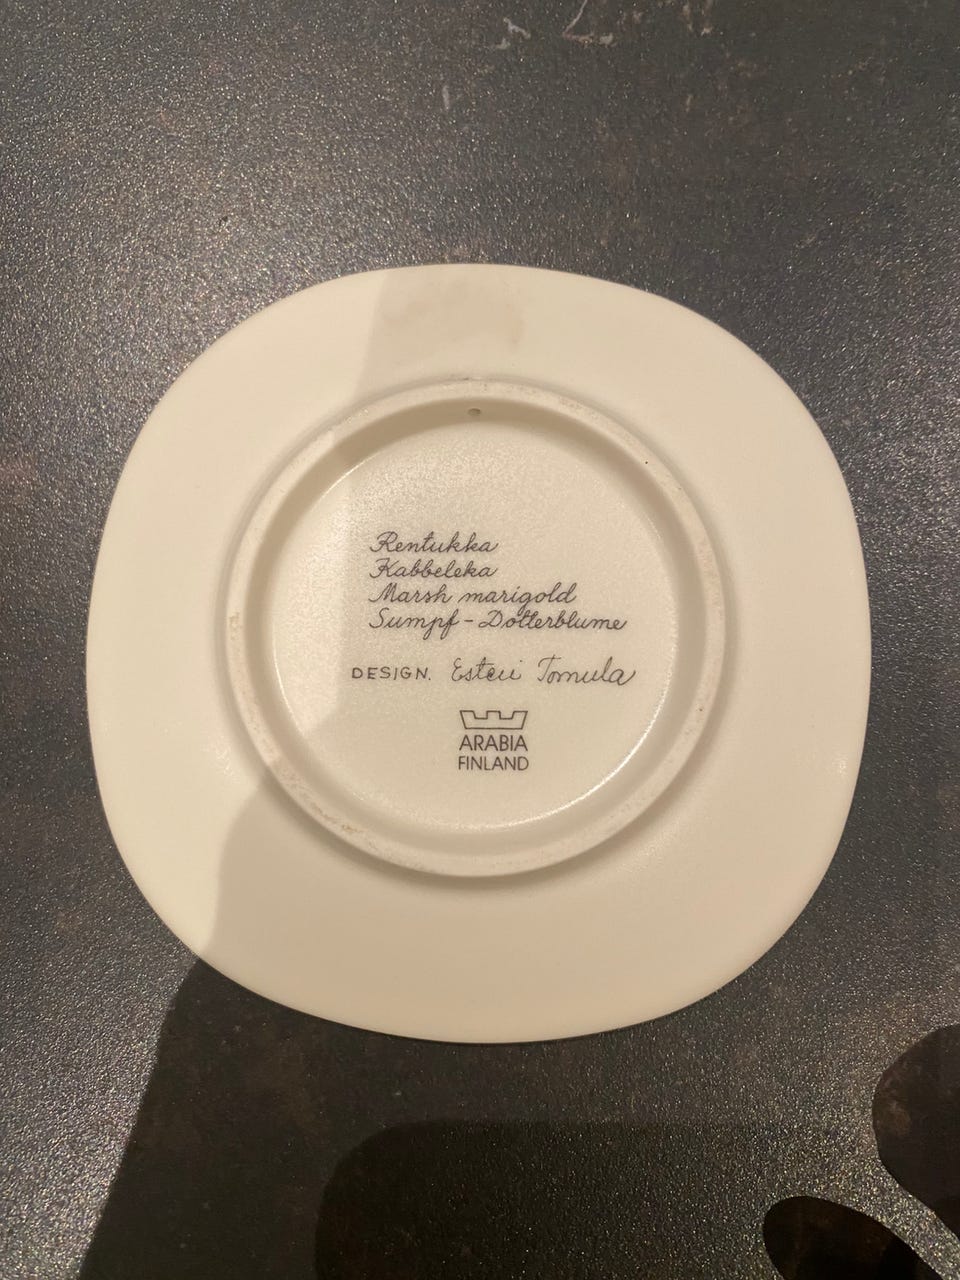 Rentukka
Kabbeleka
Marsh marigold
Sumpf-Dotterblume
DESIGN. Esteri Tomula
ARABIA
FINLAND